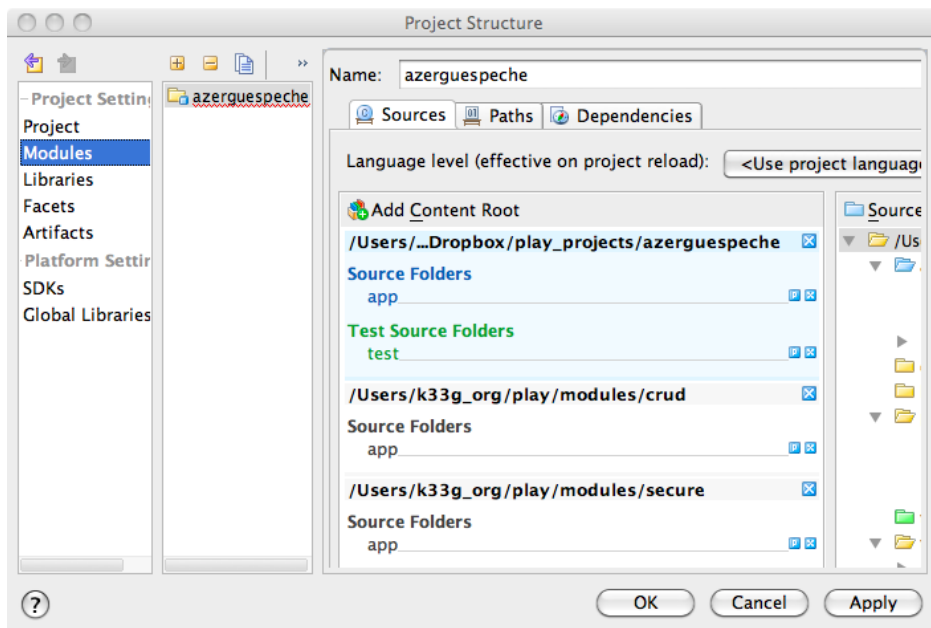 Project Structure
»
Name: azerguespeche
Project Settin
azerguespeche
Project
Modules
Libraries
Facets
Artifacts
Platform Settin
SDKs
Global Libraries
Sources
Paths
Dependencies
Language level (effective on project reload): <Use project language
Add Content Root
/Users/...Dropbox/play_projects/azerguespeche
Source Folders
app
Test Source Folders
test
/Users/k33g_org/play/modules/crud
Source Folders
app
/Users/k33g_org/play/modules/secure
Source Folders
app
Source
/Us
?
OK
Cancel
Apply